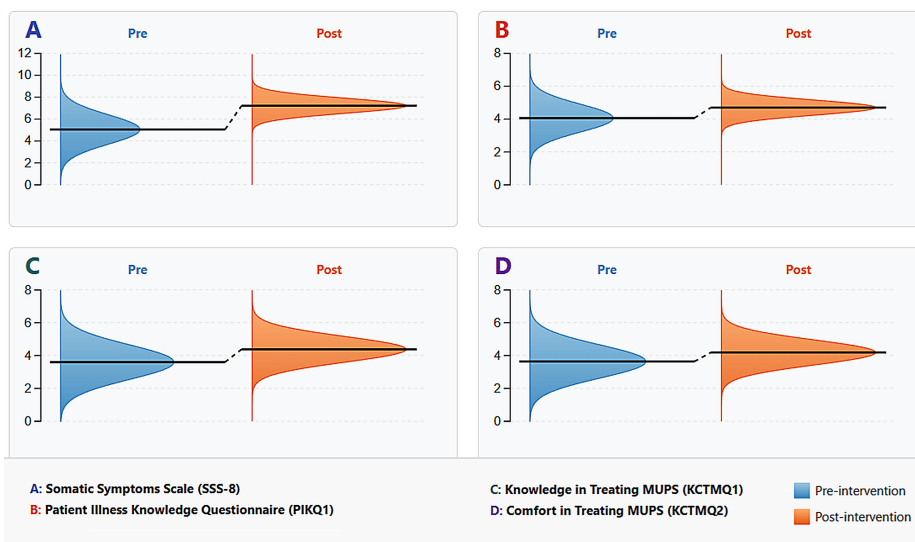 A
Pre
Post
12
10
8
6
4
2
0
B
Pre
Post
8
6
4
2
0
C
Pre
Post
8
6
4
2
0
D
Pre
Post
8
6
4
2
0
A: Somatic Symptoms Scale (SSS-8)
B: Patient Illness Knowledge Questionnaire (PIKQ1)
C: Knowledge in Treating MUPS (KCTMQ1)
D: Comfort in Treating MUPS (KCTMQ2)
Pre-intervention
Post-intervention